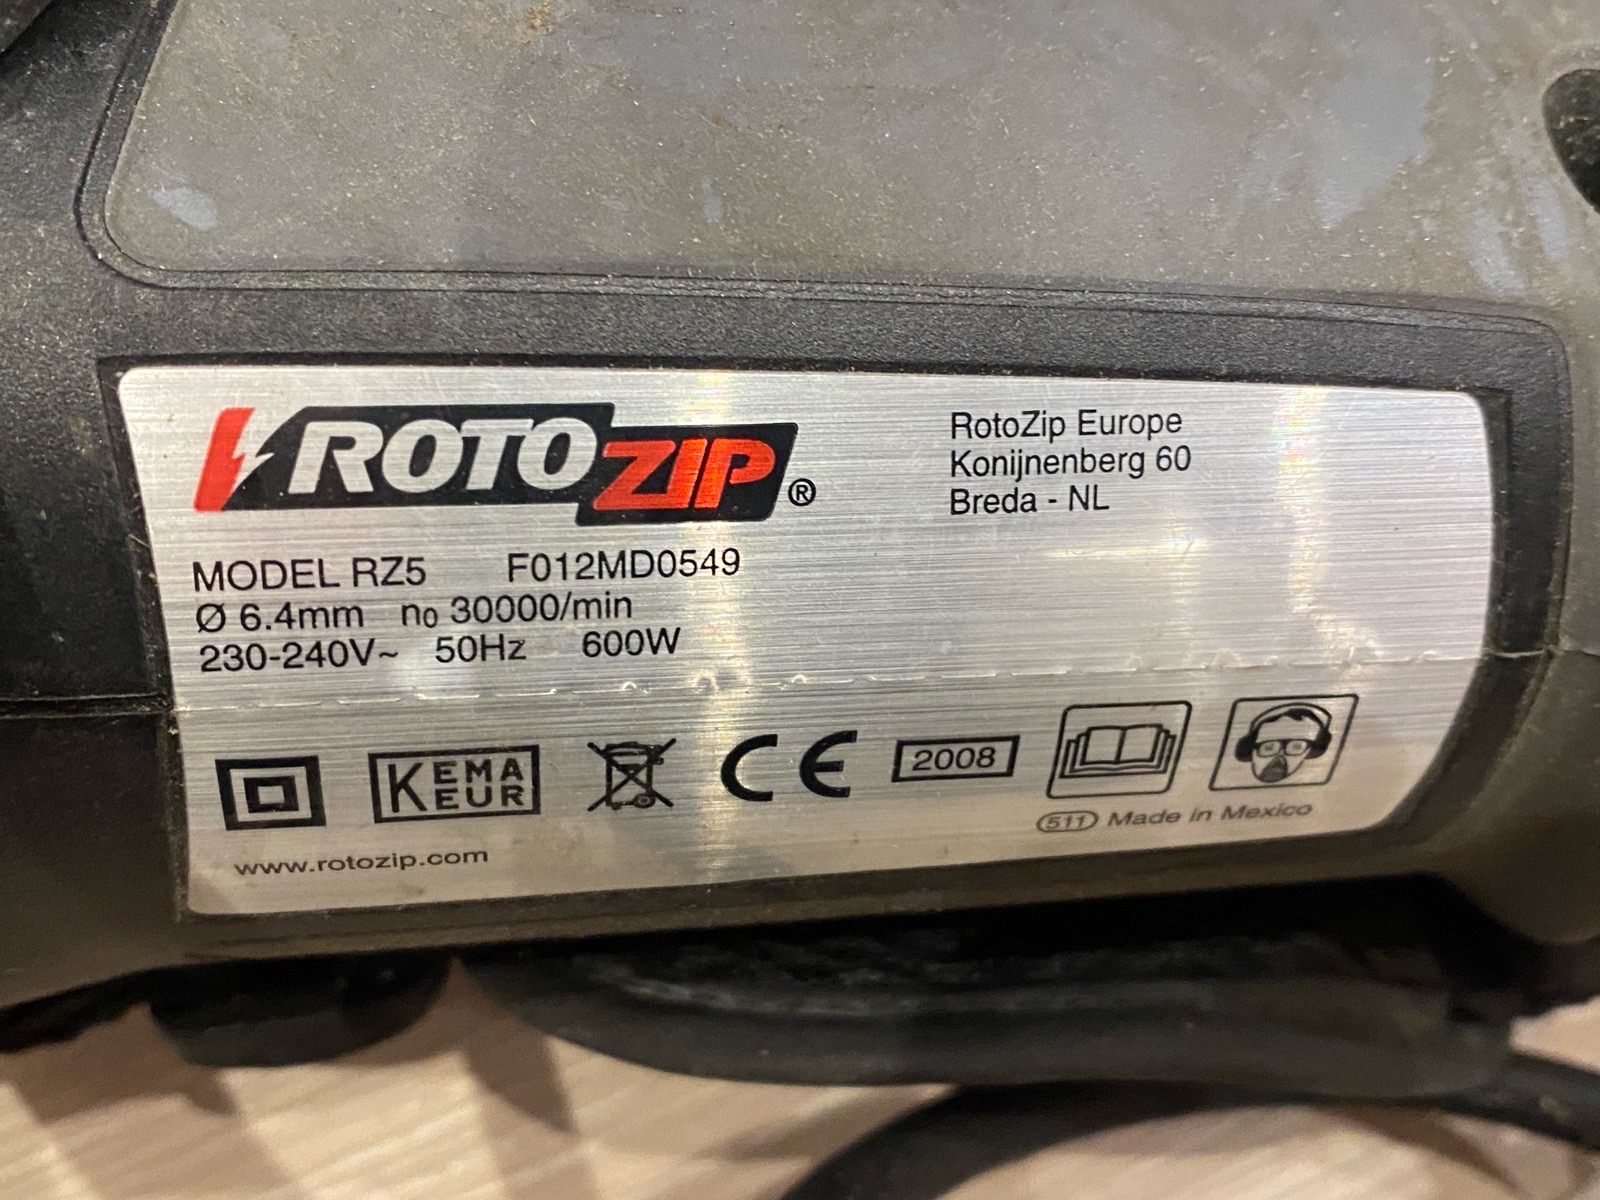 ROTOZIP®
RotoZip Europe
Konijnenberg 60
Breda - NL
MODEL RZ5 F012MD0549
Ø 6.4mm n₀ 30000/min
230-240V~ 50Hz 600W
KEMA EUR
CE
2008
511 Made in Mexico
www.rotozip.com